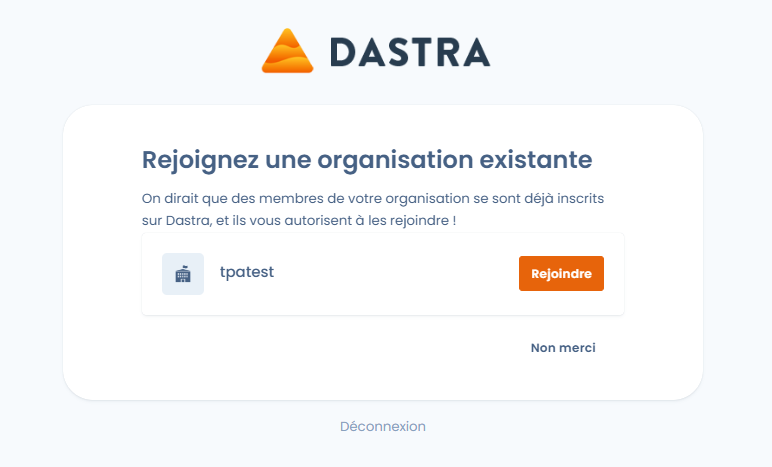 DASTRA
Rejoignez une organisation existante
On dirait que des membres de votre organisation se sont déjà inscrits
sur Dastra, et ils vous autorisent à les rejoindre !
tpatest
Rejoindre
Non merci
Déconnexion